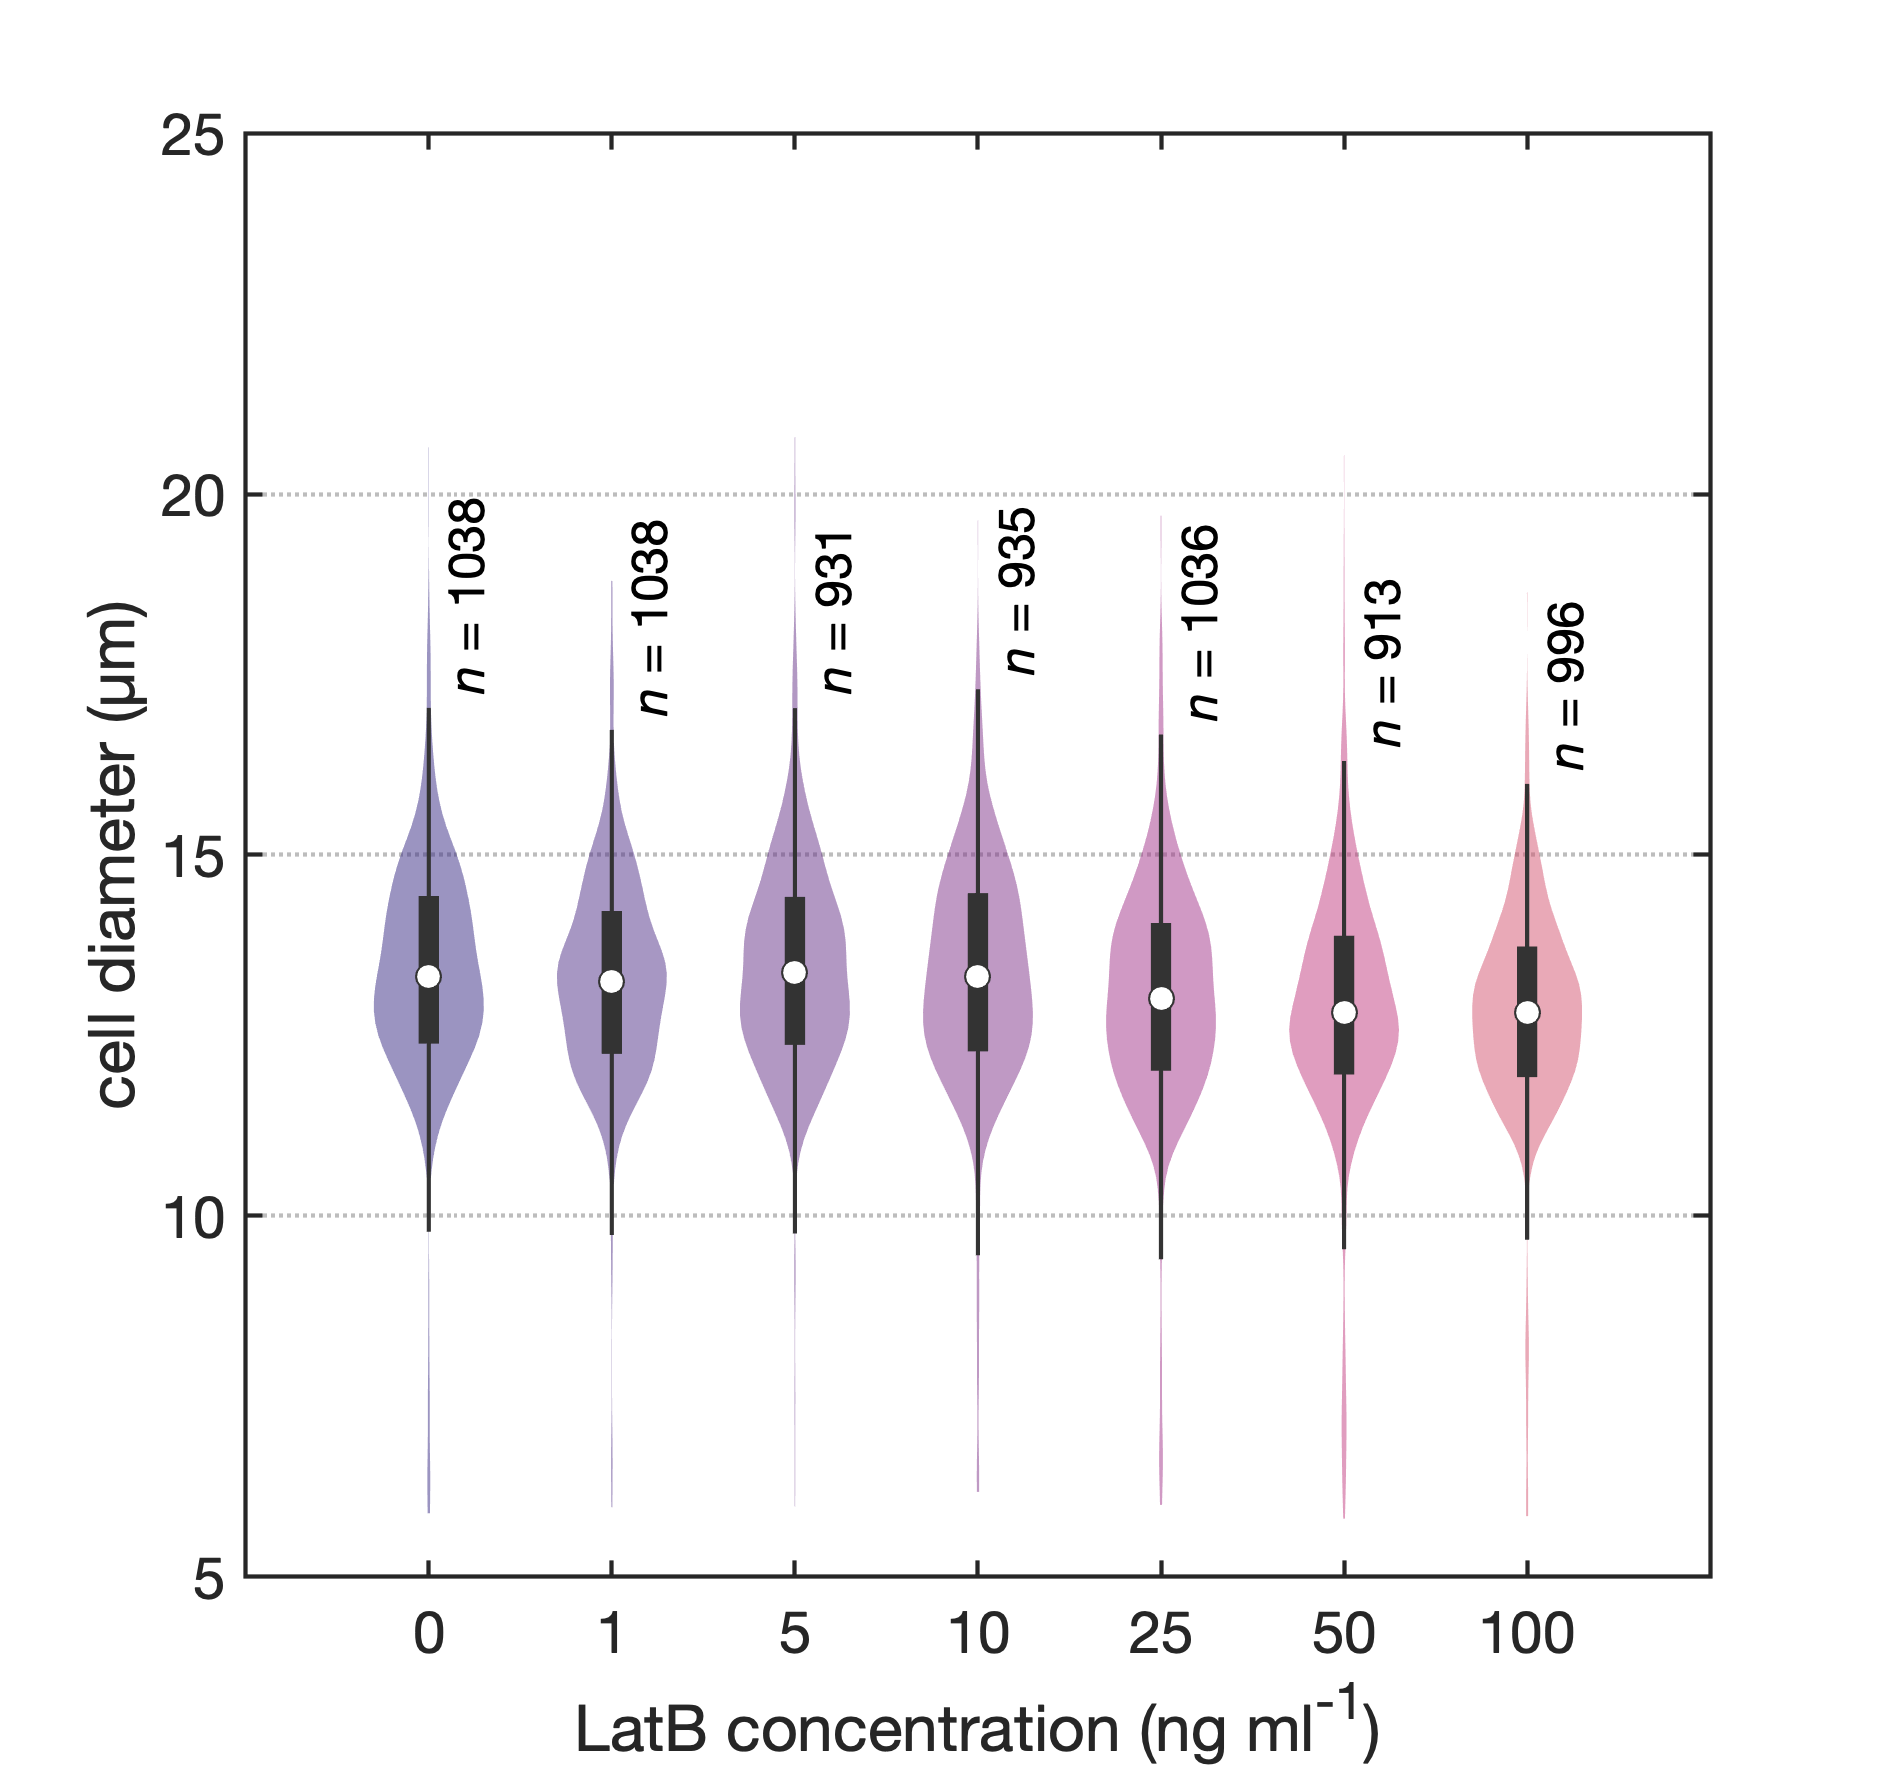 25
20
15
10
5
cell diameter (µm)
n = 1038
n = 1038
n = 931
n = 935
n = 1036
n = 913
n = 996
0 1 5 10 25 50 100
LatB concentration (ng ml⁻¹)